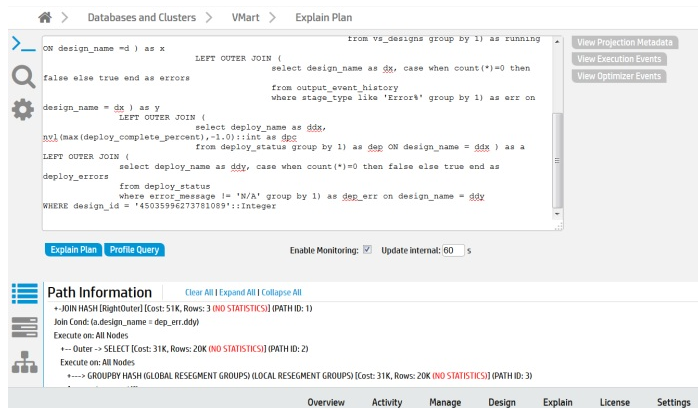 Databases and Clusters > VMart > Explain Plan
from vs_designs group by 1) as running
ON design_name =d ) as x
LEFT OUTER JOIN (
select design_name as dx, case when count(*)=0 then
false else true end as errors
from output_event_history
where stage_type like 'Error%' group by 1) as err on
design_name = dx ) as y
LEFT OUTER JOIN (
select deploy_name as ddx,
nvl(max(deploy_complete_percent),-1.0)::int as dpc
from deploy_status group by 1) as dep ON design_name = ddx ) as a
LEFT OUTER JOIN (
select deploy_name as ddy, case when count(*)=0 then false else true end as
deploy_errors
from deploy_status
where error_message != 'N/A' group by 1) as dep_err on design_name = ddy
WHERE design_id = '45035996273781089'::Integer
View Projection Metadata
View Execution Events
View Optimizer Events
Explain Plan Profile Query Enable Monitoring: Update internal: 60 s
Path Information Clear All | Expand All | Collapse All
+-JOIN HASH [RightOuter] [Cost: 51K, Rows: 3 (NO STATISTICS)] (PATH ID: 1)
Join Cond: (a.design_name = dep_err.ddy)
Execute on: All Nodes
+-- Outer -> SELECT [Cost: 31K, Rows: 20K (NO STATISTICS)] (PATH ID: 2)
Execute on: All Nodes
+---> GROUPBY HASH (GLOBAL RESEGMENT GROUPS) (LOCAL RESEGMENT GROUPS) [Cost: 31K, Rows: 20K (NO STATISTICS)] (PATH ID: 3)
Overview Activity Manage Design Explain License Settings